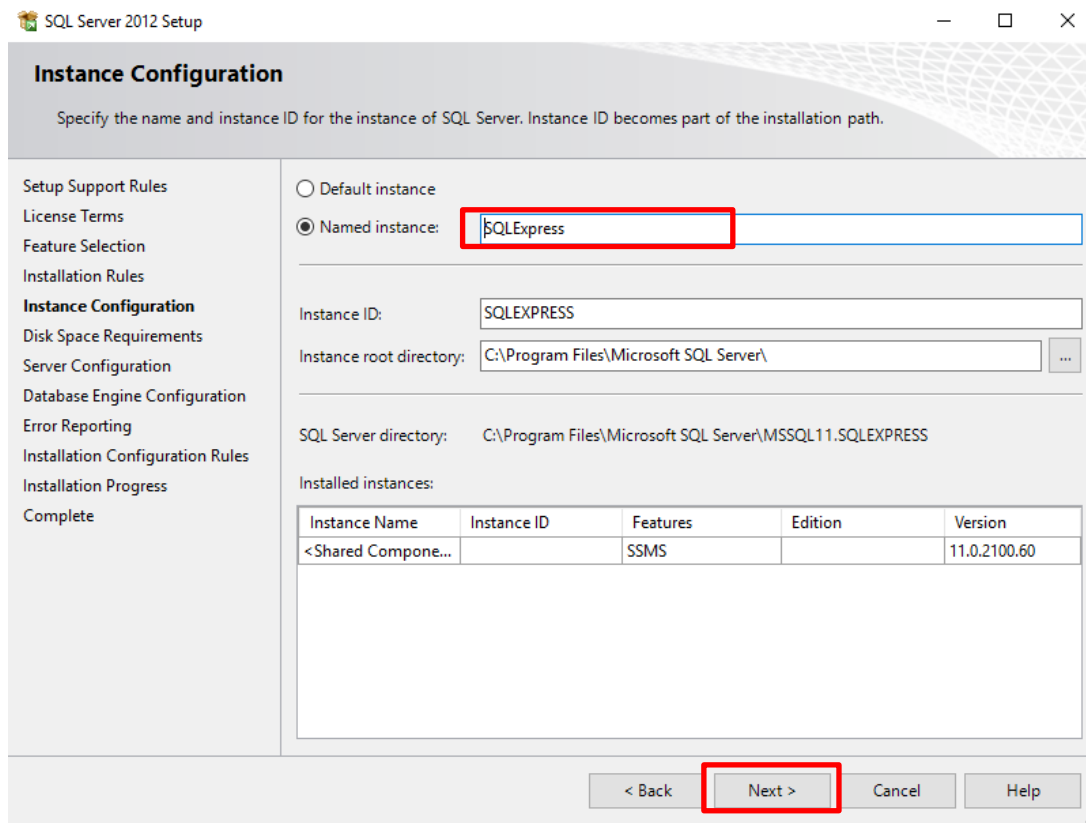 SQL Server 2012 Setup
Instance Configuration
Specify the name and instance ID for the instance of SQL Server. Instance ID becomes part of the installation path.
Setup Support Rules
License Terms
Feature Selection
Installation Rules
Instance Configuration
Disk Space Requirements
Server Configuration
Database Engine Configuration
Error Reporting
Installation Configuration Rules
Installation Progress
Complete
Default instance
Named instance: SQLExpress
Instance ID: SQLEXPRESS
Instance root directory: C:\Program Files\Microsoft SQL Server\ ...
SQL Server directory: C:\Program Files\Microsoft SQL Server\MSSQL11.SQLEXPRESS
Installed instances:
Instance Name Instance ID Features Edition Version
<Shared Compone... SSMS 11.0.2100.60
< Back Next > Cancel Help